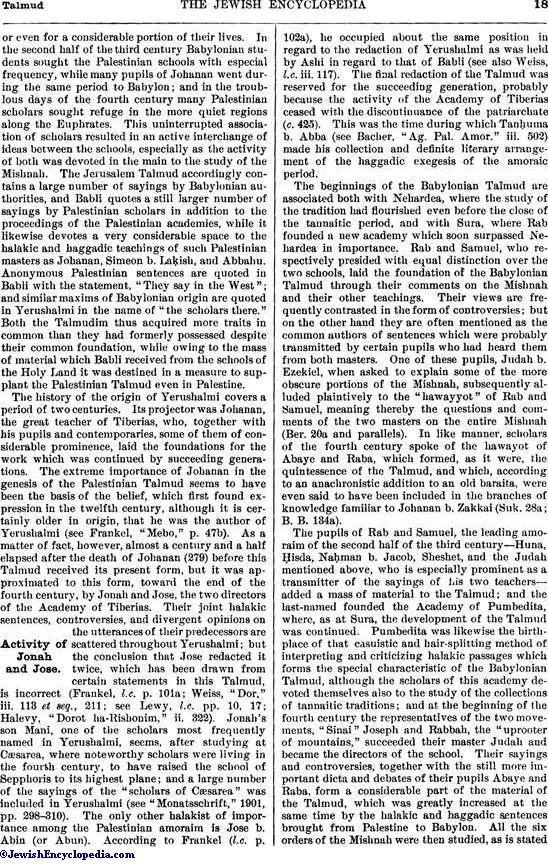 Talmud THE JEWISH ENCYCLOPEDIA 18
or even for a considerable portion of their lives. In
the second half of the third century Babylonian stu-
dents sought the Palestinian schools with especial
frequency, while many pupils of Johanan went dur-
ing the same period to Babylon; and in the troub-
lous days of the fourth century many Palestinian
scholars sought refuge in the more quiet regions
along the Euphrates. This uninterrupted associa-
tion of scholars resulted in an active interchange of
ideas between the schools, especially as the activity
of both was devoted in the main to the study of the
Mishnah. The Jerusalem Talmud accordingly con-
tains a large number of sayings by Babylonian au-
thorities, and Babli quotes a still larger number of
sayings by Palestinian scholars in addition to the
proceedings of the Palestinian academies, while it
likewise devotes a very considerable space to the
halakic and haggadic teachings of such Palestinian
masters as Johanan, Simeon b. Laḳish, and Abbahu.
Anonymous Palestinian sentences are quoted in
Babli with the statement, "They say in the West";
and similar maxims of Babylonian origin are quoted
in Yerushalmi in the name of "the scholars there."
Both the Talmudim thus acquired more traits in
common than they had formerly possessed despite
their common foundation, while owing to the mass
of material which Babli received from the schools of
the Holy Land it was destined in a measure to sup-
plant the Palestinian Talmud even in Palestine.
The history of the origin of Yerushalmi covers a
period of two centuries. Its projector was Johanan,
the great teacher of Tiberias, who, together with
his pupils and contemporaries, some of them of con-
siderable prominence, laid the foundations for the
work which was continued by succeeding genera-
tions. The extreme importance of Johanan in the
genesis of the Palestinian Talmud seems to have
been the basis of the belief, which first found ex-
pression in the twelfth century, although it is cer-
tainly older in origin, that he was the author of
Yerushalmi (see Frankel, "Mebo," p. 47b). As a
matter of fact, however, almost a century and a half
elapsed after the death of Johanan (279) before this
Talmud received its present form, but it was ap-
proximated to this form, toward the end of the
fourth century, by Jonah and Jose, the two directors
of the Academy of Tiberias. Their joint halakic
sentences, controversies, and divergent opinions on
the utterances of their predecessors are
Activity of scattered throughout Yerushalmi; but
Jonah the conclusion that Jose redacted it
and Jose. twice, which has been drawn from
certain statements in this Talmud,
is incorrect (Frankel, l.c. p. 101a; Weiss, "Dor,"
iii. 113 et seq., 211; see Lewy, l.c. pp. 10, 17;
Halevy, "Dorot ha-Rishonim," ii. 322). Jonah's
son Mani, one of the scholars most frequently
named in Yerushalmi, seems, after studying at
Cæsarea, where noteworthy scholars were living in
the fourth century, to have raised the school of
Sepphoris to its highest plane; and a large number
of the sayings of the "scholars of Cæsarea" was
included in Yerushalmi (see "Monatsschrift," 1901,
pp. 298-310). The only other halakist of impor-
tance among the Palestinian amoraim is Jose b.
Abin (or Abun). According to Frankel (l.c. p.
102a), he occupied about the same position in
regard to the redaction of Yerushalmi as was held
by Ashi in regard to that of Babli (see also Weiss,
l.c. iii. 117). The final redaction of the Talmud was
reserved for the succeeding generation, probably
because the activity of the Academy of Tiberias
ceased with the discontinuance of the patriarchate
(c. 425). This was the time during which Tanḥuma
b. Abba (see Bacher, "Ag. Pal. Amor." iii. 502)
made his collection and definite literary arrange-
ment of the haggadic exegesis of the amoraic
period.
The beginnings of the Babylonian Talmud are
associated both with Nehardea, where the study of
the tradition had flourished even before the close of
the tannaitic period, and with Sura, where Rab
founded a new academy which soon surpassed Ne-
hardea in importance. Rab and Samuel, who re-
spectively presided with equal distinction over the
two schools, laid the foundation of the Babylonian
Talmud through their comments on the Mishnah
and their other teachings. Their views are fre-
quently contrasted in the form of controversies; but
on the other hand they are often mentioned as the
common authors of sentences which were probably
transmitted by certain pupils who had heard them
from both masters. One of these pupils, Judah b.
Ezekiel, when asked to explain some of the more
obscure portions of the Mishnah, subsequently al-
luded plaintively to the "hawayyot" of Rab and
Samuel, meaning thereby the questions and com-
ments of the two masters on the entire Mishnah
(Ber. 20a and parallels). In like manner, scholars
of the fourth century spoke of the hawayot of
Abaye and Raba, which formed, as it were, the
quintessence of the Talmud, and which, according
to an anachronistic addition to an old baraita, were
even said to have been included in the branches of
knowledge familiar to Johanan b. Zakkai (Suk. 28a;
B. B. 134a).
The pupils of Rab and Samuel, the leading amo-
raim of the second half of the third century—Huna,
Ḥisda, Naḥman b. Jacob, Sheshet, and the Judah
mentioned above, who is especially prominent as a
transmitter of the sayings of his two teachers—
added a mass of material to the Talmud; and the
last-named founded the Academy of Pumbedita,
where, as at Sura, the development of the Talmud
was continued. Pumbedita was likewise the birth-
place of that casuistic and hair-splitting method of
interpreting and criticizing halakic passages which
forms the special characteristic of the Babylonian
Talmud, although the scholars of this academy de-
voted themselves also to the study of the collections
of tannaitic traditions; and at the beginning of the
fourth century the representatives of the two move-
ments, "Sinai" Joseph and Rabbah, the "uprooter
of mountains," succeeded their master Judah and
became the directors of the school. Their sayings
and controversies, together with the still more im-
portant dicta and debates of their pupils Abaye and
Raba, form a considerable part of the material of
the Talmud, which was greatly increased at the
same time by the halakic and haggadic sentences
brought from Palestine to Babylon. All the six
orders of the Mishnah were then studied, as is stated
©JewishEncyclopedia.com